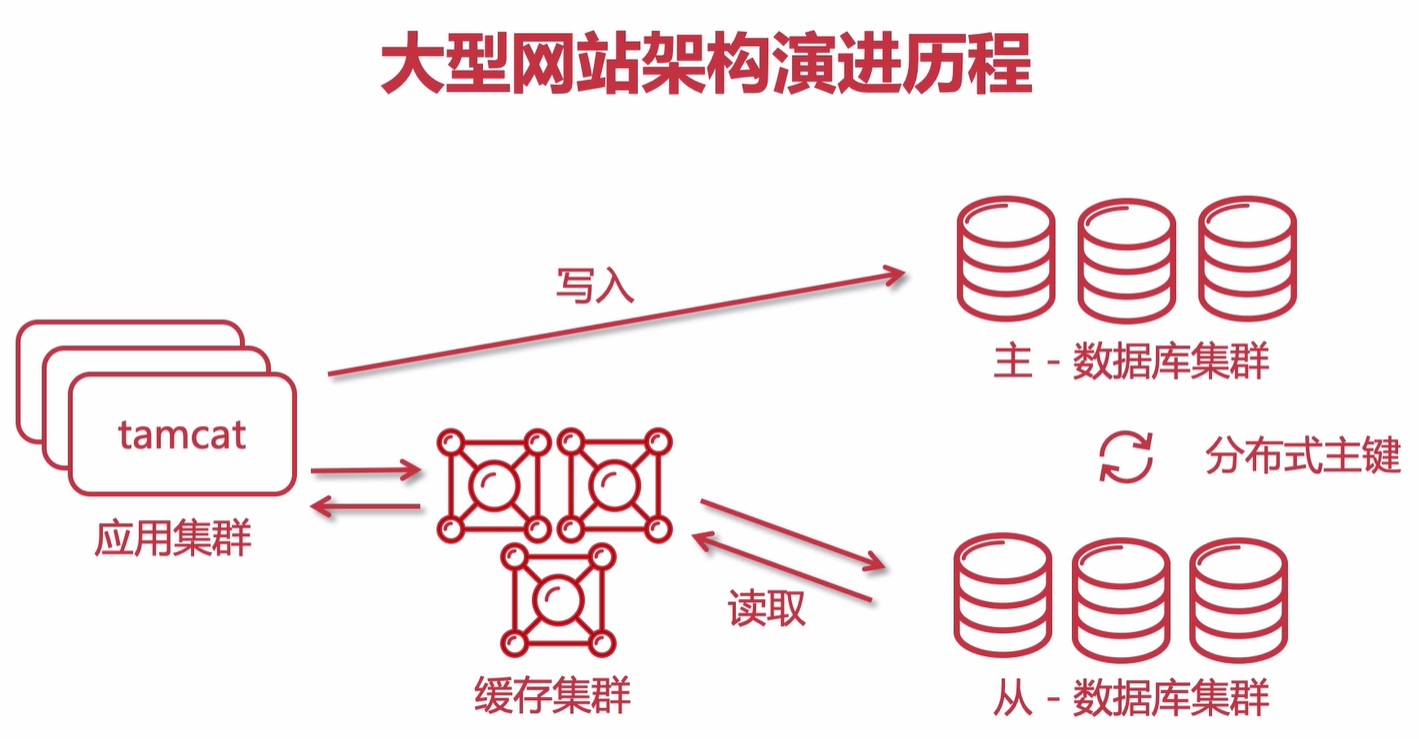 大型网站架构演进历程
写入
主 - 数据库集群
tamcat
应用集群
分布式主键
读取
缓存集群
从 - 数据库集群